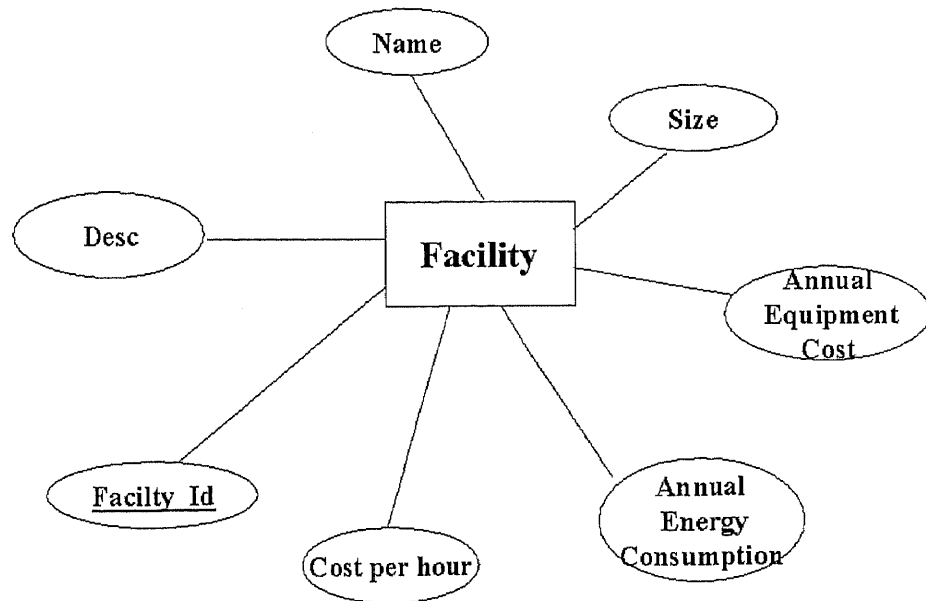 Name
Size
Desc
Facility
Annual
Equipment
Cost
Facilty Id
Annual
Energy
Consumption
Cost per hour